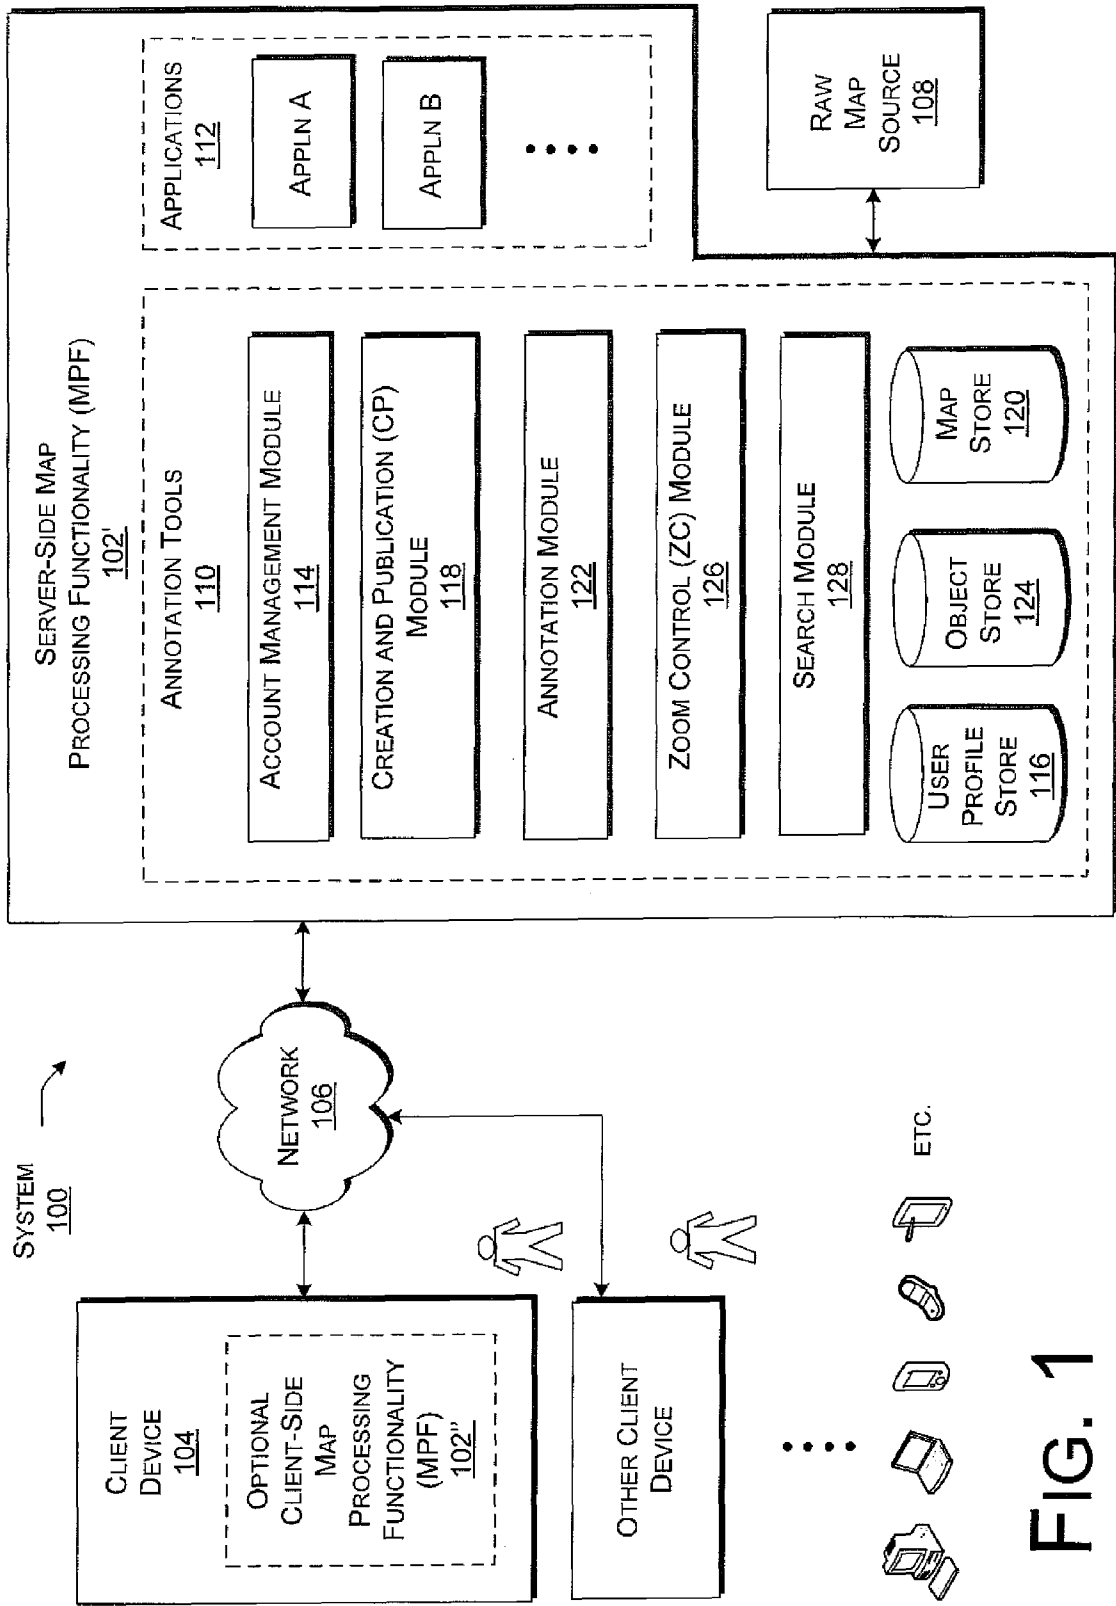 SYSTEM
100
CLIENT
DEVICE
104
OPTIONAL
CLIENT-SIDE
MAP
PROCESSING
FUNCTIONALITY
(MPF)
102"
OTHER CLIENT
DEVICE
ETC.
NETWORK
106
SERVER-SIDE MAP
PROCESSING FUNCTIONALITY (MPF)
102'
ANNOTATION TOOLS
110
ACCOUNT MANAGEMENT MODULE
114
CREATION AND PUBLICATION (CP)
MODULE
118
ANNOTATION MODULE
122
ZOOM CONTROL (ZC) MODULE
126
SEARCH MODULE
128
USER
PROFILE
STORE
116
OBJECT
STORE
124
MAP
STORE
120
APPLICATIONS
112
APPLN A
APPLN B
RAW
MAP
SOURCE
108
FIG. 1